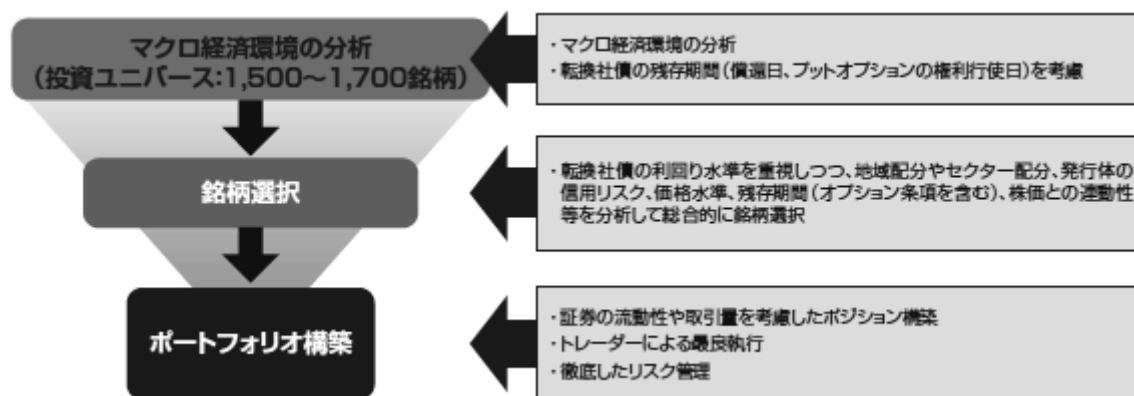 マクロ経済環境の分析
(投資ユニバース:1,500〜1,700銘柄)
・マクロ経済環境の分析
・転換社債の残存期間(償還日、プットオプションの権利行使日)を考慮
銘柄選択
・転換社債の利回り水準を重視しつつ、地域配分やセクター配分、発行体の
信用リスク、価格水準、残存期間(オプション条項を含む)、株価との連動性
等を分析して総合的に銘柄選択
ポートフォリオ構築
・証券の流動性や取引量を考慮したポジション構築
・トレーダーによる最良執行
・徹底したリスク管理